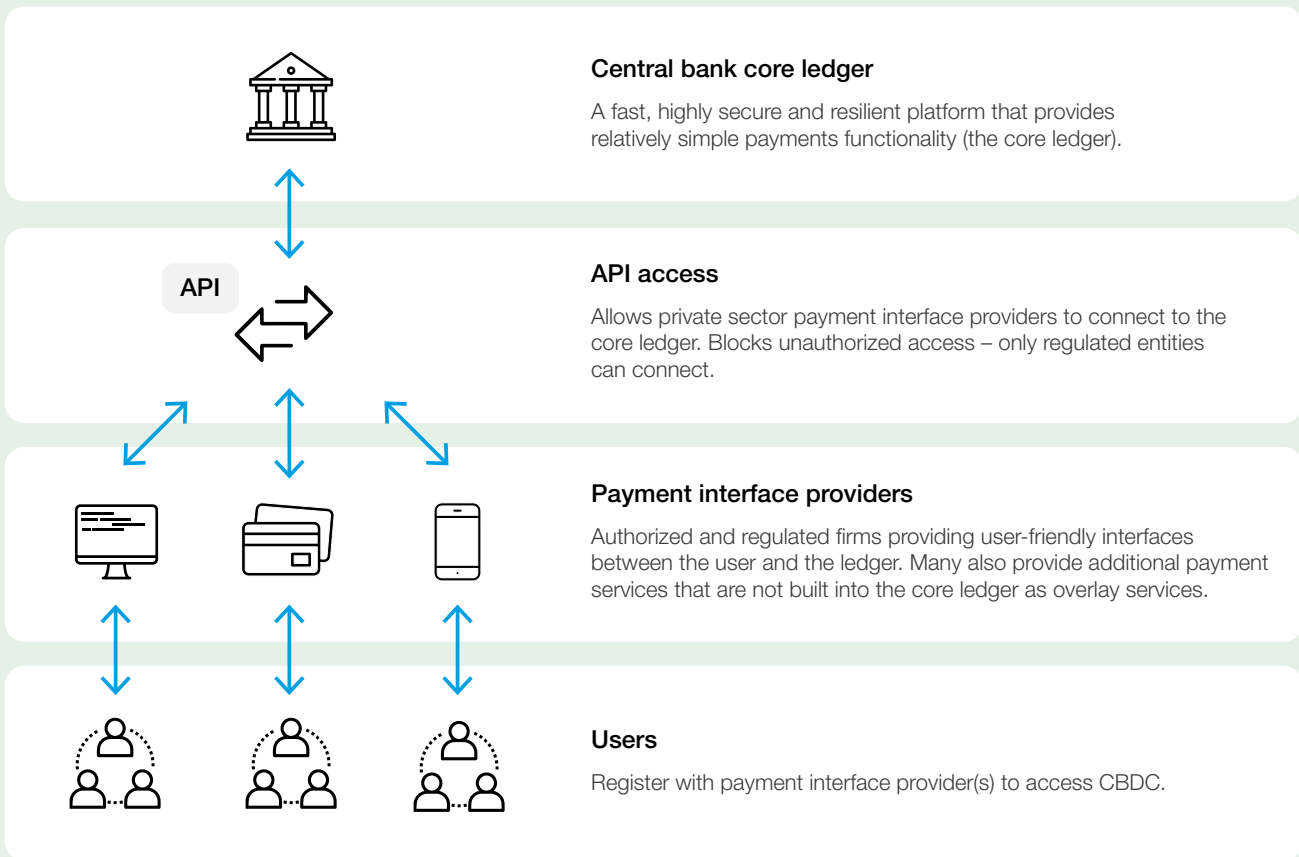 Central bank core ledger
A fast, highly secure and resilient platform that provides
relatively simple payments functionality (the core ledger).
API
API access
Allows private sector payment interface providers to connect to the
core ledger. Blocks unauthorized access – only regulated entities
can connect.
Payment interface providers
Authorized and regulated firms providing user-friendly interfaces
between the user and the ledger. Many also provide additional payment
services that are not built into the core ledger as overlay services.
Users
Register with payment interface provider(s) to access CBDC.